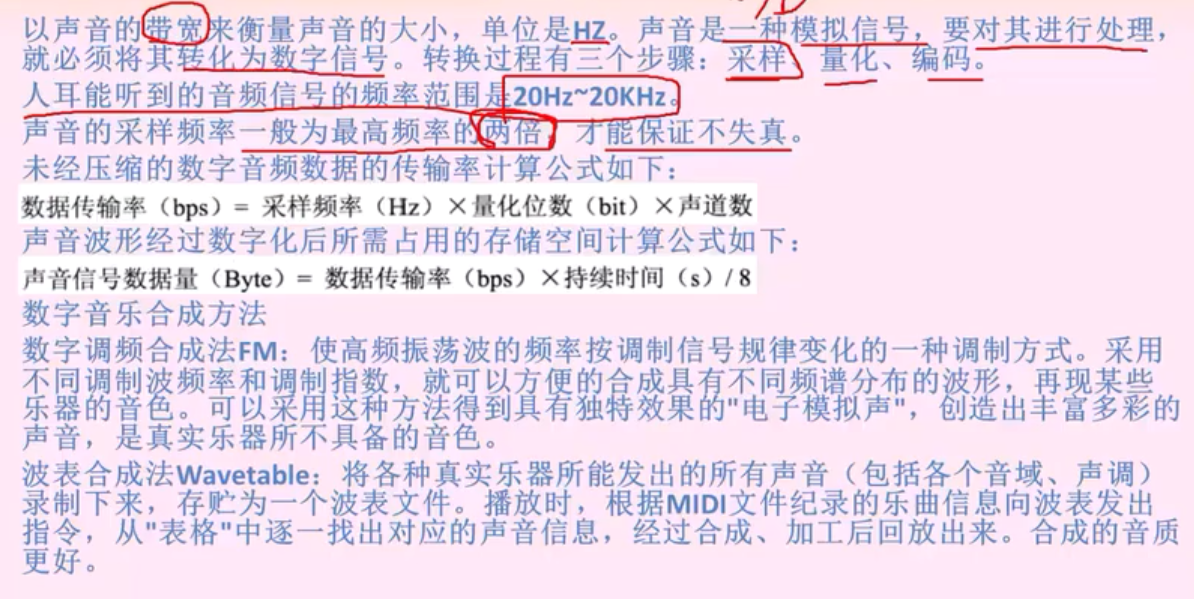 以声音的带宽来衡量声音的大小，单位是HZ。声音是一种模拟信号，要对其进行处理，
就必须将其转化为数字信号。转换过程有三个步骤：采样、量化、编码。
人耳能听到的音频信号的频率范围是20Hz~20KHz。
声音的采样频率一般为最高频率的两倍，才能保证不失真。
未经压缩的数字音频数据的传输率计算公式如下：
数据传输率（bps）= 采样频率（Hz）×量化位数（bit）×声道数
声音波形经过数字化后所需占用的存储空间计算公式如下：
声音信号数据量（Byte）= 数据传输率（bps）×持续时间（s）/ 8
数字音乐合成方法
数字调频合成法FM：使高频振荡波的频率按调制信号规律变化的一种调制方式。采用
不同调制波频率和调制指数，就可以方便的合成具有不同频谱分布的波形，再现某些
乐器的音色。可以采用这种方法得到具有独特效果的"电子模拟声"，创造出丰富多彩的
声音，是真实乐器所不具备的音色。
波表合成法Wavetable：将各种真实乐器所能发出的所有声音（包括各个音域、声调）
录制下来，存贮为一个波表文件。播放时，根据MIDI文件纪录的乐曲信息向波表发出
指令，从"表格"中逐一找出对应的声音信息，经过合成、加工后回放出来。合成的音质
更好。